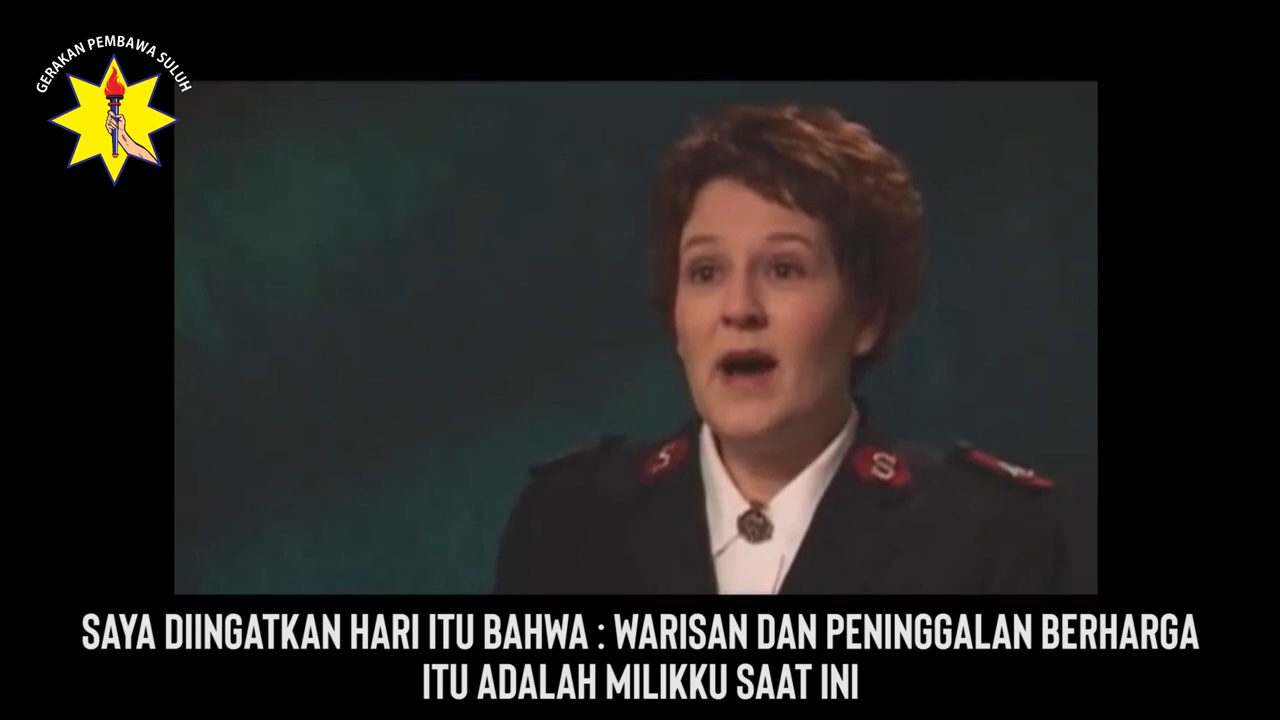 GERAKAN PEMBAWA SULUH
S S
SAYA DIINGATKAN HARI ITU BAHWA : WARISAN DAN PENINGGALAN BERHARGA
ITU ADALAH MILIKKU SAAT INI